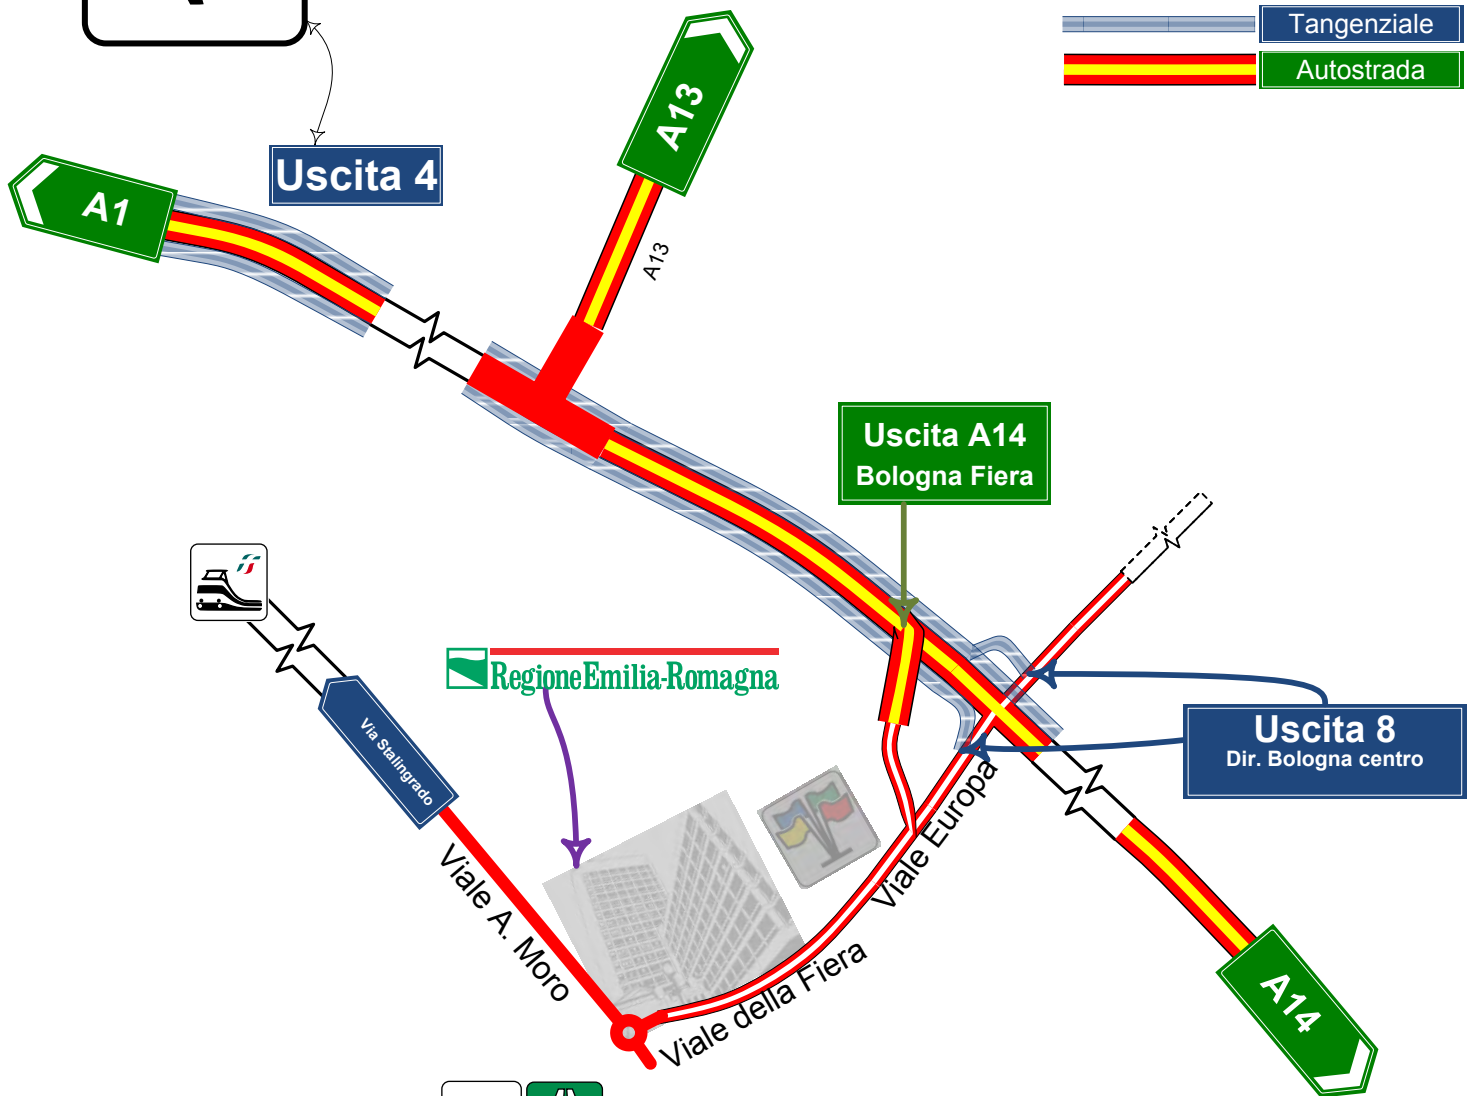 Tangenziale
Autostrada
A13
Uscita 4
A1
A13
Uscita A14
Bologna Fiera
RegioneEmilia-Romagna
Via Stalingrado
Uscita 8
Dir. Bologna centro
Viale Europa
Viale A. Moro
Viale della Fiera
A14